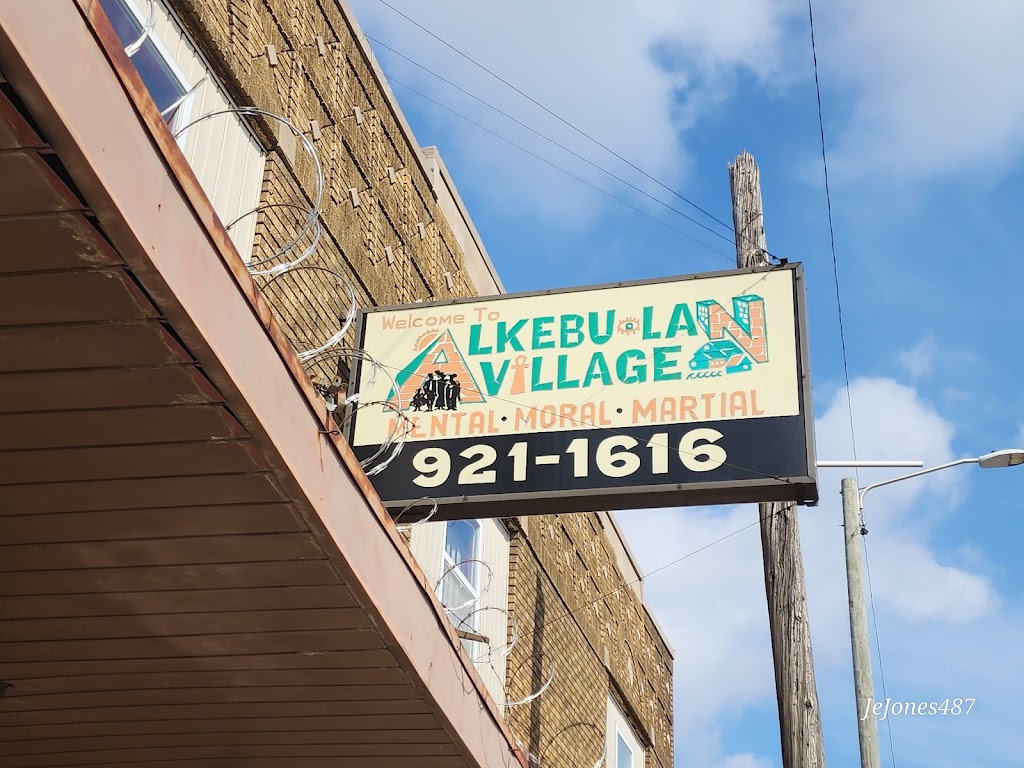 Welcome To
ALKEBU-LAN
VILLAGE
MENTAL · MORAL · MARTIAL
921-1616
JeJones487